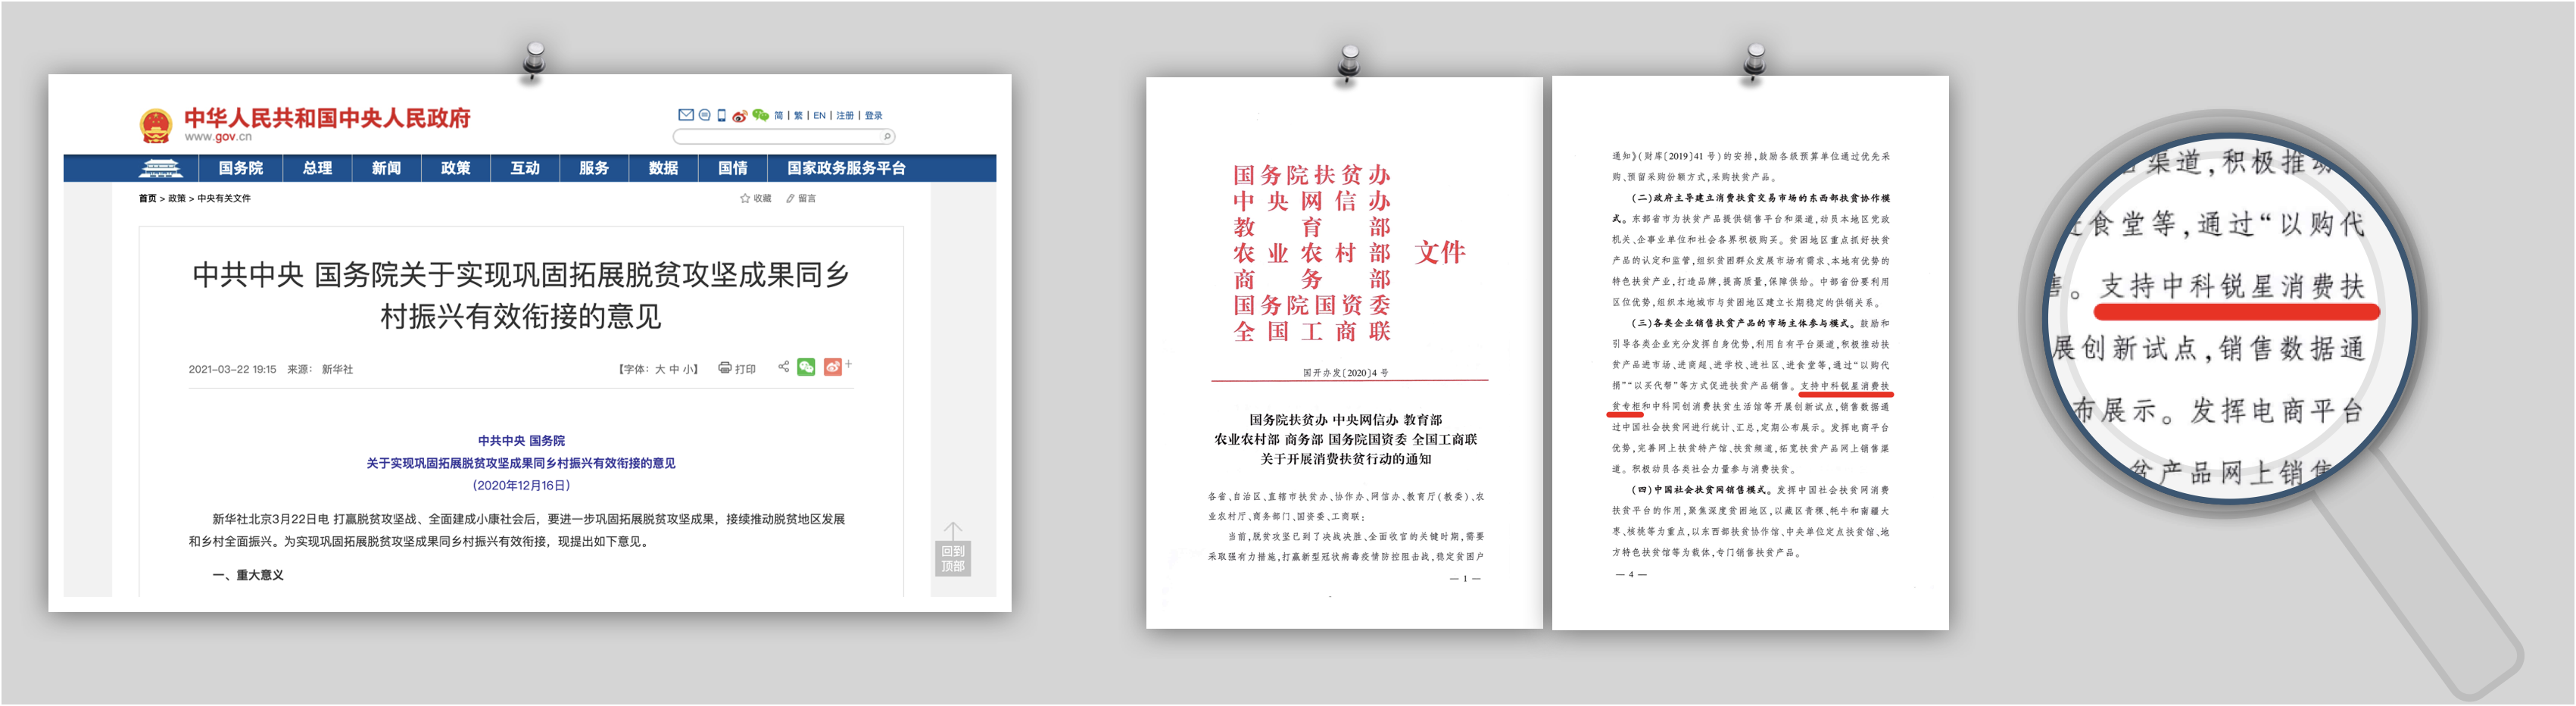 中华人民共和国中央人民政府
www.gov.cn
简 | 繁 | EN | 注册 | 登录
国务院 总理 新闻 政策 互动 服务 数据 国情 国家政务服务平台
首页 > 政策 > 中央有关文件
收藏 留言
中共中央 国务院关于实现巩固拓展脱贫攻坚成果同乡
村振兴有效衔接的意见
2021-03-22 19:15 来源： 新华社
【字体：大 中 小】 打印
中共中央 国务院
关于实现巩固拓展脱贫攻坚成果同乡村振兴有效衔接的意见
（2020年12月16日）
新华社北京3月22日电 打赢脱贫攻坚战、全面建成小康社会后，要进一步巩固拓展脱贫攻坚成果，接续推动脱贫地区发展
和乡村全面振兴。为实现巩固拓展脱贫攻坚成果同乡村振兴有效衔接，现提出如下意见。
一、重大意义
回到
顶部
国务院扶贫办
中央网信办
教育部
农业农村部 文件
商务部
国务院国资委
全国工商联
国开办发〔2020〕4 号
国务院扶贫办 中央网信办 教育部
农业农村部 商务部 国务院国资委 全国工商联
关于开展消费扶贫行动的通知
各省、自治区、直辖市扶贫办、协作办、网信办、教育厅（教委）、农
业农村厅、商务部门、国资委、工商联：
当前，脱贫攻坚已到了决战决胜、全面收官的关键时期，需要
采取强有力措施，打赢新型冠状病毒疫情防控阻击战，稳定贫困户
— 1 —
通知》（财库〔2019〕41 号）的安排，鼓励各级预算单位通过优先采
购、预留采购份额方式，采购扶贫产品。
（二）政府主导建立消费扶贫交易市场的东西部扶贫协作模
式。东部省市为扶贫产品提供销售平台和渠道，动员本地区党政
机关、企事业单位和社会各界积极购买。贫困地区重点抓好扶贫
产品的认定和监管，组织贫困群众发展市场有需求、本地有优势的
特色扶贫产业，打造品牌，提高质量，保障供给。中部省份要利用
区位优势，组织本地城市与贫困地区建立长期稳定的供销关系。
（三）各类企业销售扶贫产品的市场主体参与模式。鼓励和
引导各类企业充分发挥自身优势，利用自有平台渠道，积极推动扶
贫产品进市场、进商超、进学校、进社区、进食堂等，通过“以购代
捐”“以买代帮”等方式促进扶贫产品销售。支持中科锐星消费扶
贫专柜和中科同创消费扶贫生活馆等开展创新试点，销售数据通
过中国社会扶贫网进行统计、汇总，定期公布展示。发挥电商平台
优势，完善网上扶贫特产馆、扶贫频道，拓宽扶贫产品网上销售渠
道。积极动员各类社会力量参与消费扶贫。
（四）中国社会扶贫网销售模式。发挥中国社会扶贫网消费
扶贫平台的作用，聚焦深度贫困地区，以藏区青稞、牦牛和南疆大
枣、核桃等为重点，以东西部扶贫协作馆、中央单位定点扶贫馆、地
方特色扶贫馆等为载体，专门销售扶贫产品。
— 4 —
渠道，积极推动
食堂等，通过“以购代
售。支持中科锐星消费扶
展创新试点，销售数据通
布展示。发挥电商平台
贫产品网上销售